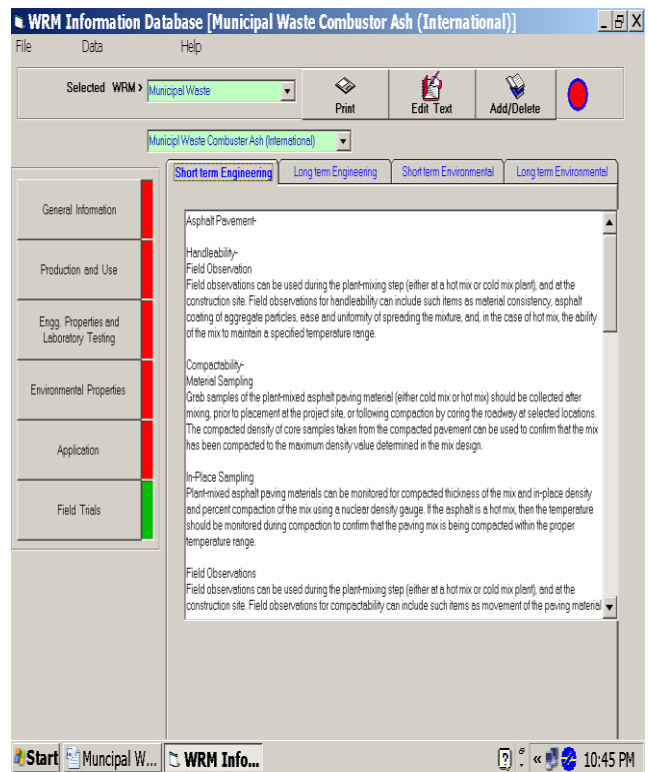 WRM Information Database [Municipal Waste Combustor Ash (International)]
File Data Help
Selected WRM > Municipal Waste
Print Edit Text Add/Delete
Municipl Waste Combuster Ash (International)
Short term Engineering Long term Engineering Short term Environmental Long term Environmental
General Information
Production and Use
Engg. Properties and
Laboratory Testing
Environmental Properties
Application
Field Trials
Asphalt Pavement-
Handleability-
Field Observation
Field observations can be used during the plant-mixing step (either at a hot mix or cold mix plant), and at the
construction site. Field observations for handleability can include such items as material consistency, asphalt
coating of aggregate particles, ease and uniformity of spreading the mixture, and, in the case of hot mix, the ability
of the mix to maintain a specified temperature range.
Compactability-
Material Sampling
Grab samples of the plant-mixed asphalt paving material (either cold mix or hot mix) should be collected after
mixing, prior to placement at the project site, or following compaction by coring the roadway at selected locations.
The compacted density of core samples taken from the compacted pavement can be used to confirm that the mix
has been compacted to the maximum density value determined in the mix design.
In-Place Sampling
Plant-mixed asphalt paving materials can be monitored for compacted thickness of the mix and in-place density
and percent compaction of the mix using a nuclear density gauge. If the asphalt is a hot mix, then the temperature
should be monitored during compaction to confirm that the paving mix is being compacted within the proper
temperature range.
Field Observations
Field observations can be used during the plant-mixing step (either at a hot mix or cold mix plant), and at the
construction site. Field observations for compactability can include such items as movement of the paving material
Start Muncipal W... WRM Info... 10:45 PM